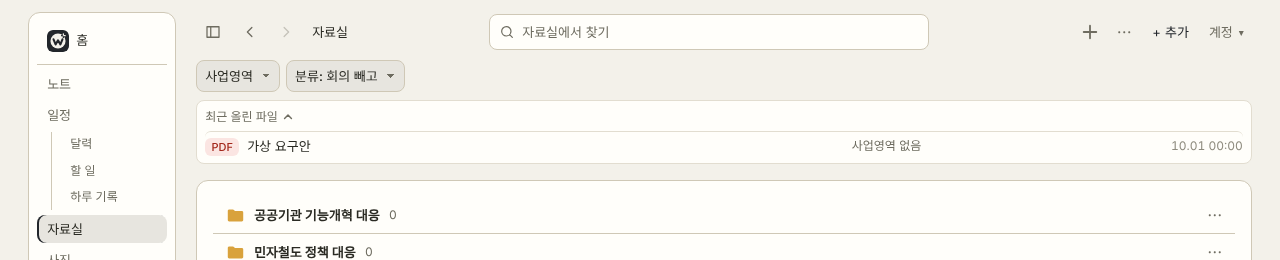 홈
노트
일정
달력
할 일
하루 기록
자료실
자료실
자료실에서 찾기
+ 추가
계정 ▾
사업영역
분류: 회의 빼고
최근 올린 파일
PDF 가상 요구안 사업영역 없음 10.01 00:00
공공기관 기능개혁 대응 0
민자철도 정책 대응 0